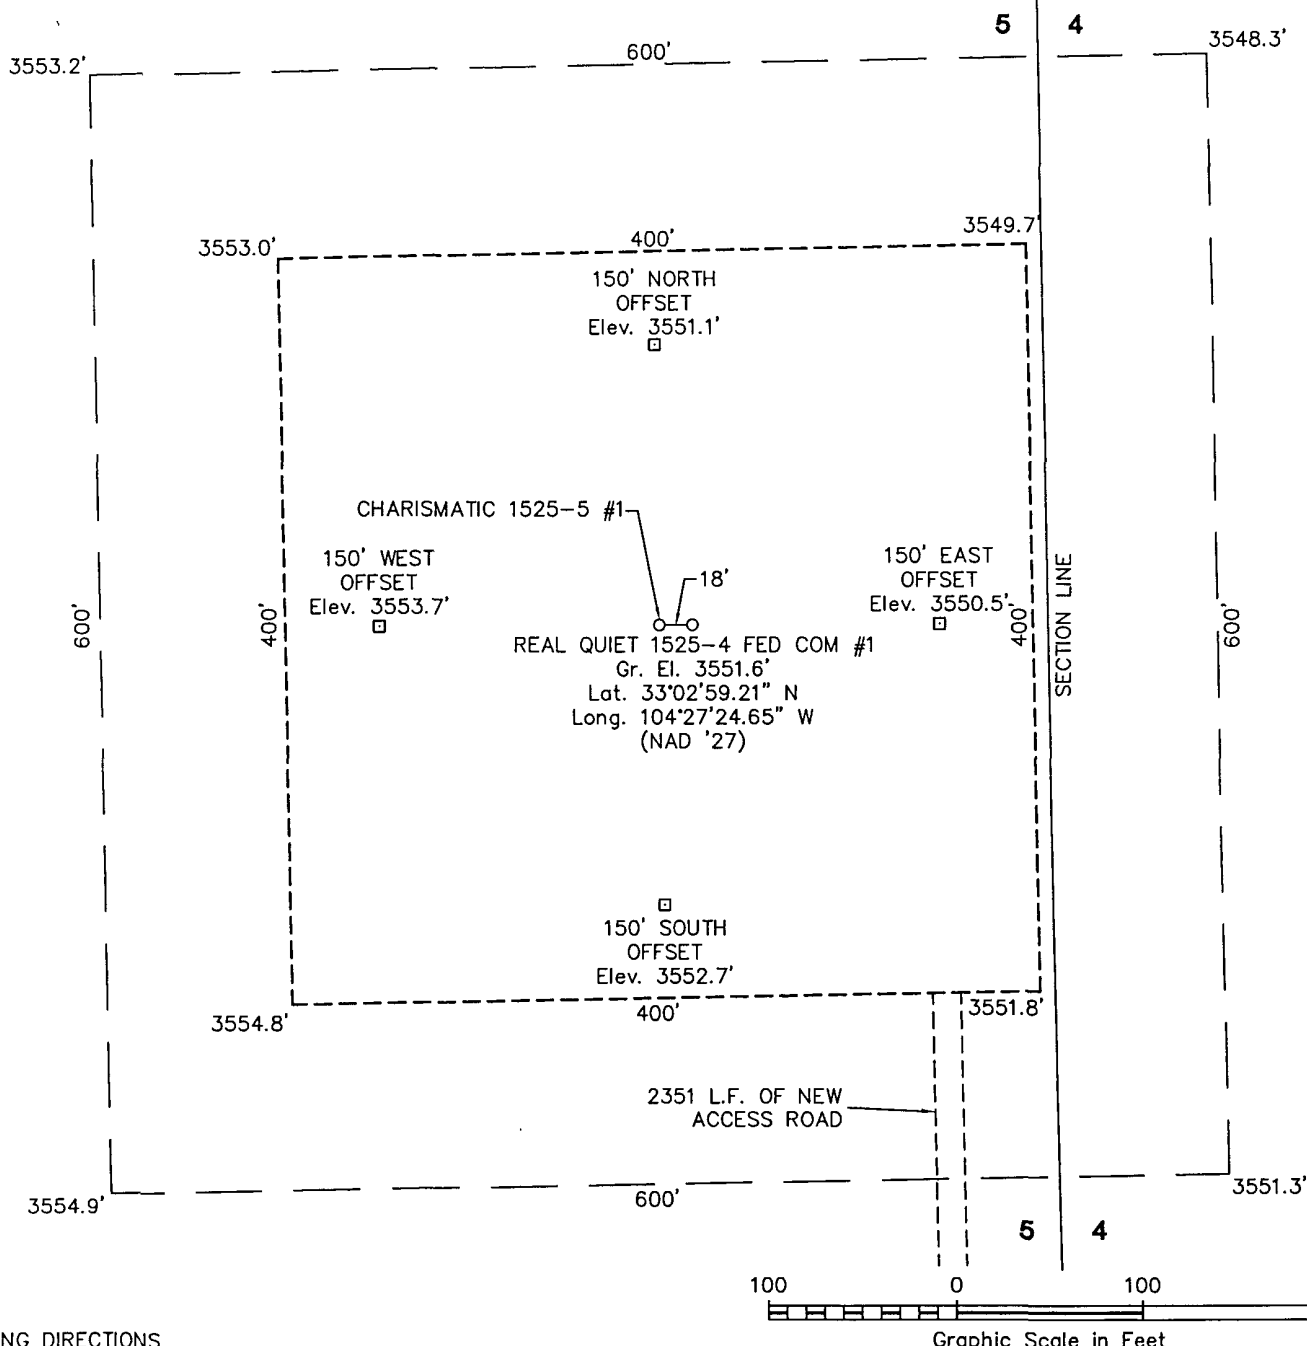 5 4
3553.2'
600'
3548.3'
3553.0'
400'
3549.7'
150' NORTH
OFFSET
Elev. 3551.1'
CHARISMATIC 1525-5 #1
150' WEST
OFFSET
Elev. 3553.7'
18'
150' EAST
OFFSET
Elev. 3550.5'
600'
400'
400'
SECTION LINE
600'
REAL QUIET 1525-4 FED COM #1
Gr. El. 3551.6'
Lat. 33°02'59.21" N
Long. 104°27'24.65" W
(NAD '27)
150' SOUTH
OFFSET
Elev. 3552.7'
3554.8'
400'
3551.8'
2351 L.F. OF NEW
ACCESS ROAD
3554.9'
600'
3551.3'
5 4
100 0 100
Graphic Scale in Feet
NG DIRECTIONS